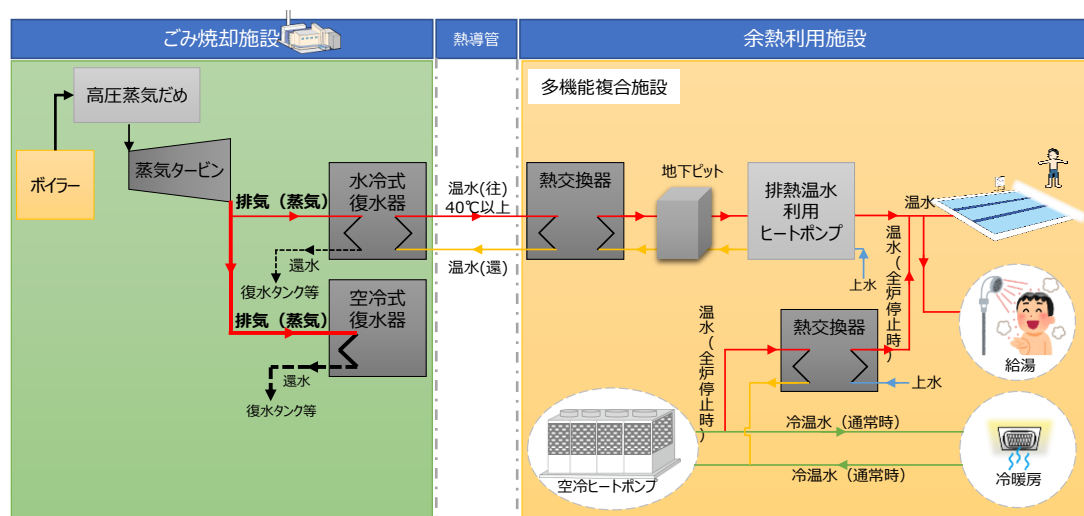 ごみ焼却施設
熱導管
余熱利用施設
高圧蒸気だめ
ボイラー
蒸気タービン
排気（蒸気）
水冷式
復水器
還水
復水タンク等
排気（蒸気）
空冷式
復水器
還水
復水タンク等
温水(往)
40℃以上
温水(還)
多機能複合施設
熱交換器
地下ピット
排熱温水
利用
ヒートポンプ
上水
温水
温水(全炉停止時)
給湯
温水(全炉停止時)
熱交換器
上水
冷温水（通常時）
冷温水（通常時）
空冷ヒートポンプ
冷暖房